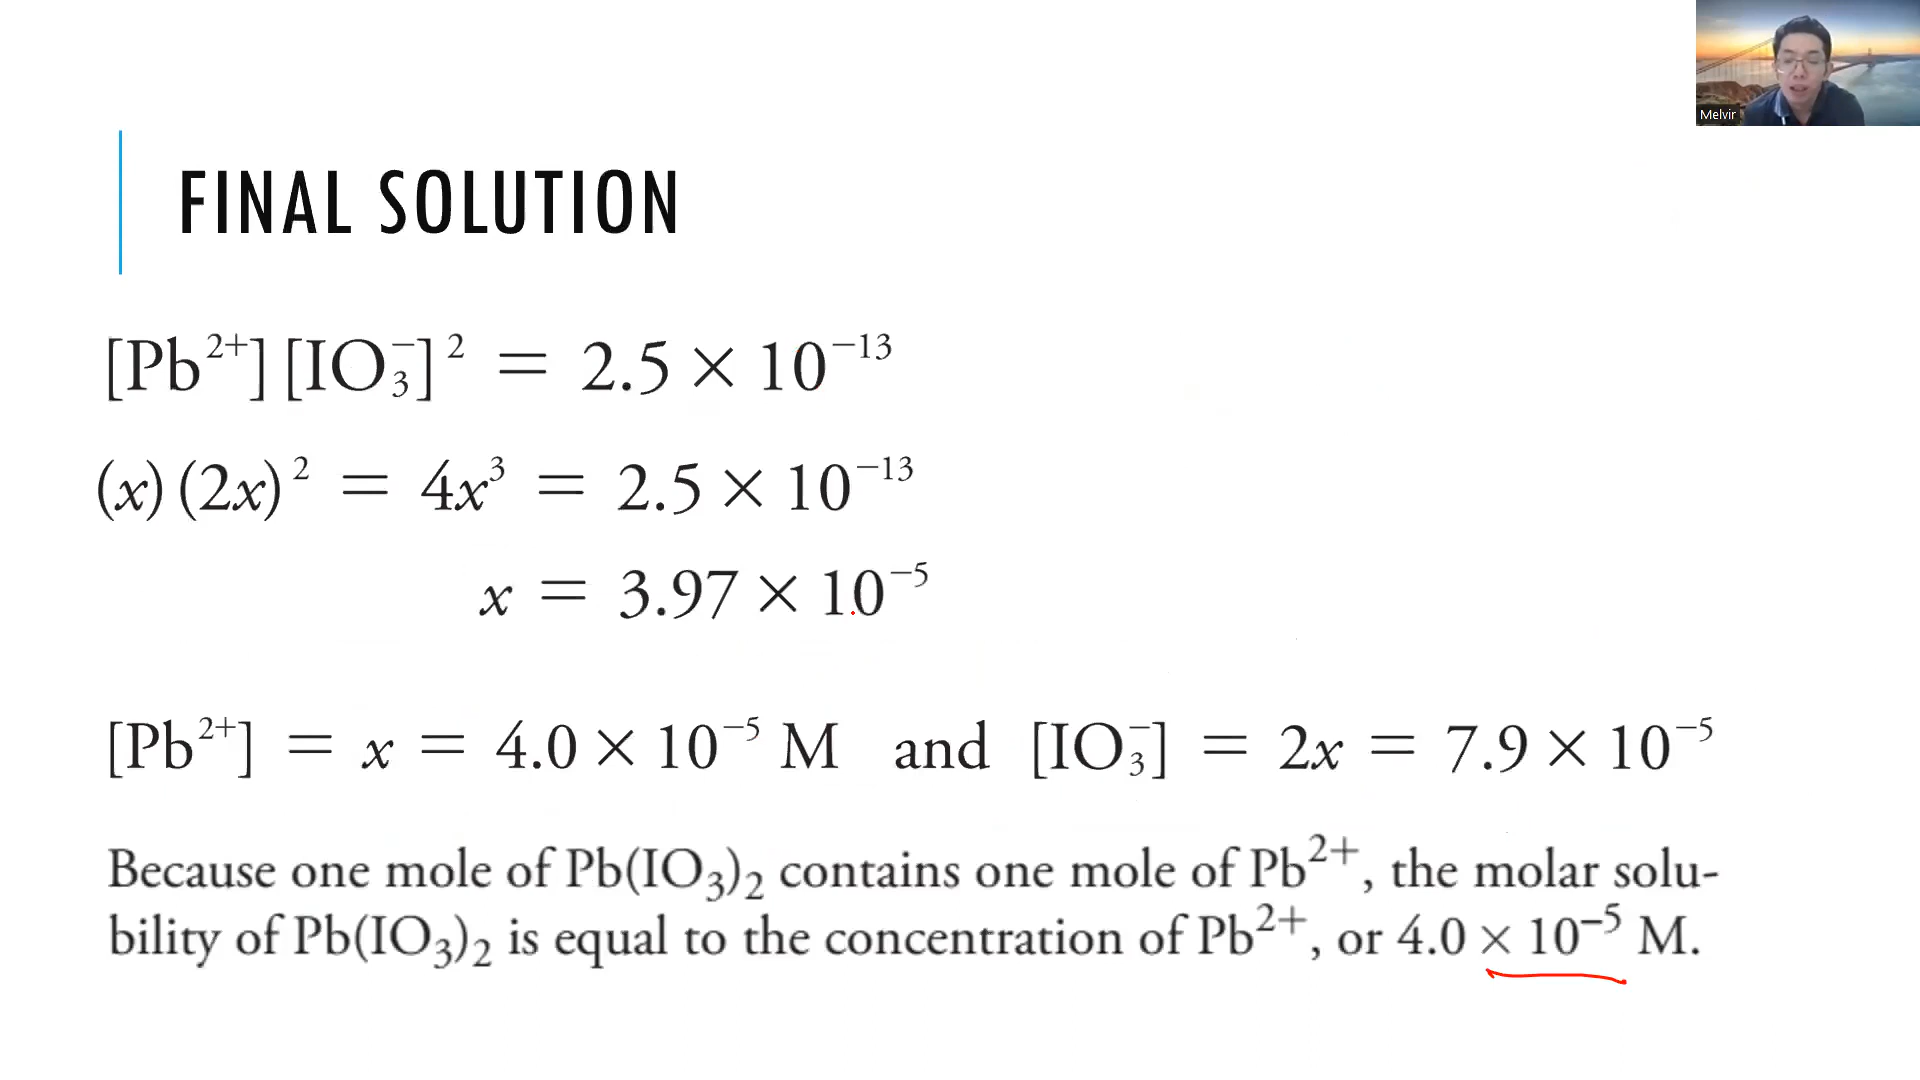 Melvir
FINAL SOLUTION
[Pb²⁺][IO₃⁻]² = 2.5 × 10⁻¹³
(x)(2x)² = 4x³ = 2.5 × 10⁻¹³
x = 3.97 × 10⁻⁵
[Pb²⁺] = x = 4.0 × 10⁻⁵ M and [IO₃⁻] = 2x = 7.9 × 10⁻⁵
Because one mole of Pb(IO₃)₂ contains one mole of Pb²⁺, the molar solu-
bility of Pb(IO₃)₂ is equal to the concentration of Pb²⁺, or 4.0 × 10⁻⁵ M.